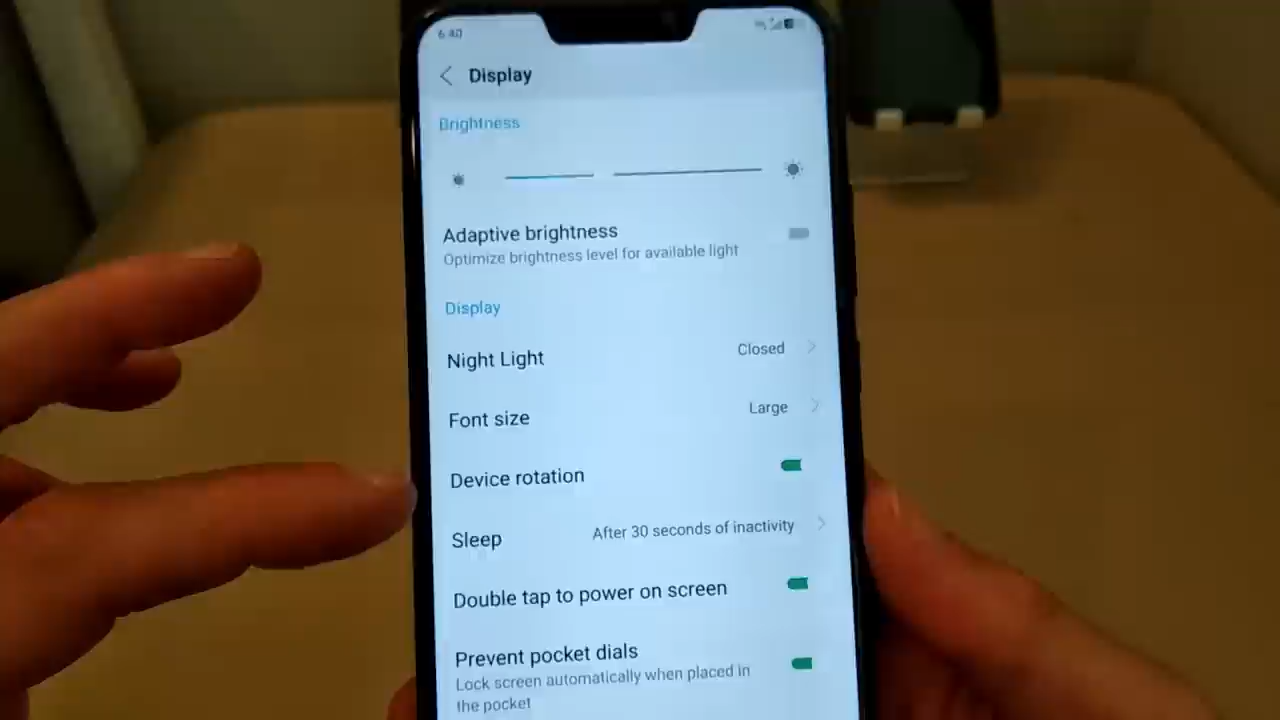 6:40
Display
Brightness
Adaptive brightness
Optimize brightness level for available light
Display
Night Light Closed
Font size Large
Device rotation
Sleep After 30 seconds of inactivity
Double tap to power on screen
Prevent pocket dials
Lock screen automatically when placed in
the pocket